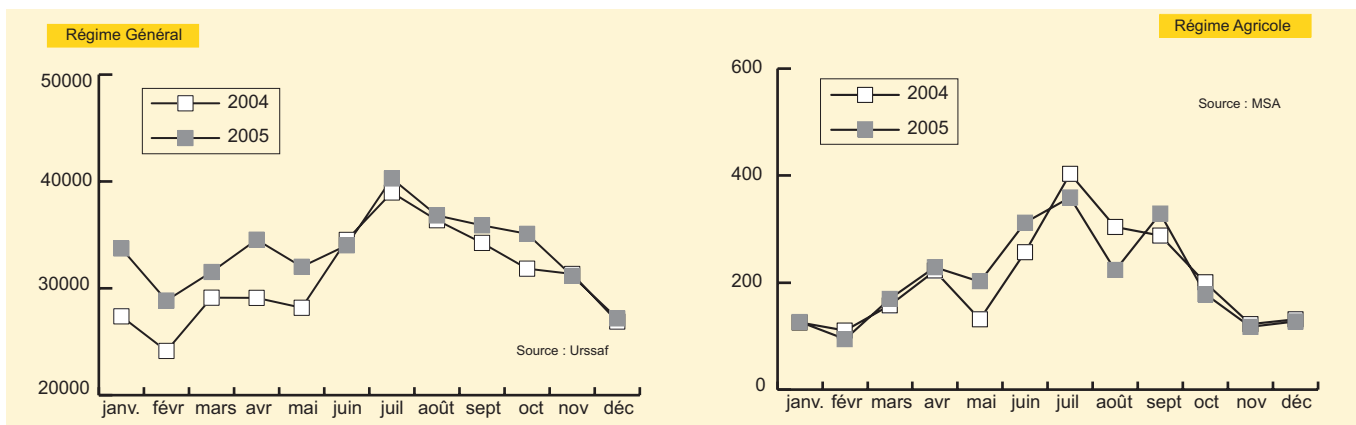 Régime Général
50000
2004
2005
40000
30000
Source : Urssaf
20000
janv. févr mars avr mai juin juil août sept oct nov déc
Régime Agricole
600
2004
Source : MSA
2005
400
200
0
janv. févr mars avr mai juin juil août sept oct nov déc